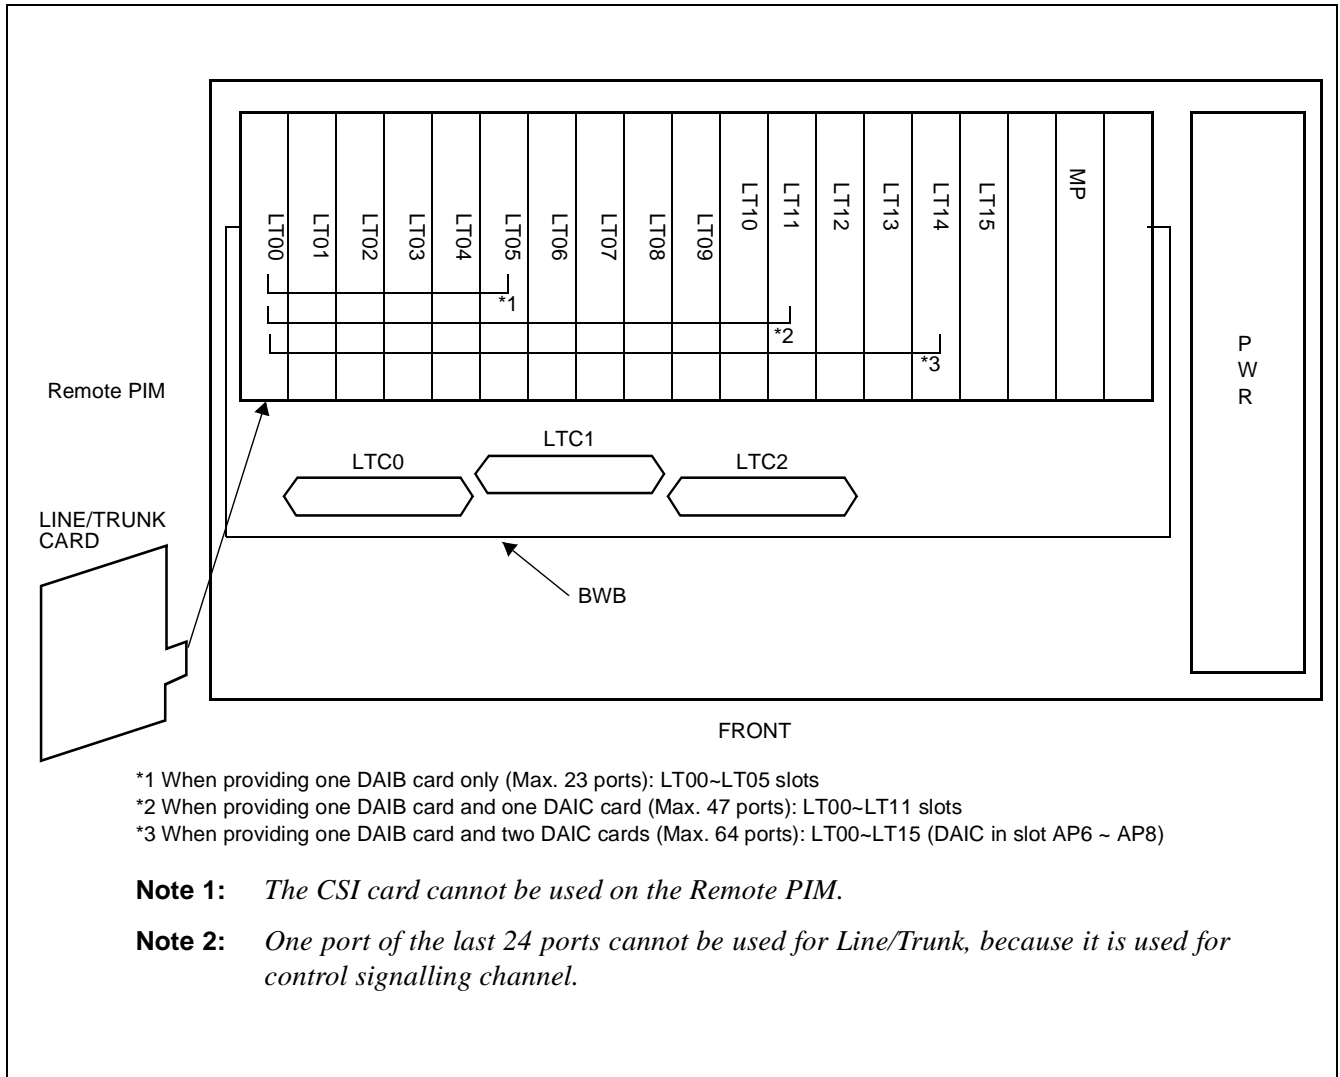 LT00
LT01
LT02
LT03
LT04
LT05
LT06
LT07
LT08
LT09
LT10
LT11
LT12
LT13
LT14
LT15
MP
*1
*2
*3
PWR
Remote PIM
LTC0
LTC1
LTC2
LINE/TRUNK
CARD
BWB
FRONT
*1 When providing one DAIB card only (Max. 23 ports): LT00~LT05 slots
*2 When providing one DAIB card and one DAIC card (Max. 47 ports): LT00~LT11 slots
*3 When providing one DAIB card and two DAIC cards (Max. 64 ports): LT00~LT15 (DAIC in slot AP6 ~ AP8)
Note 1: The CSI card cannot be used on the Remote PIM.
Note 2: One port of the last 24 ports cannot be used for Line/Trunk, because it is used for
control signalling channel.